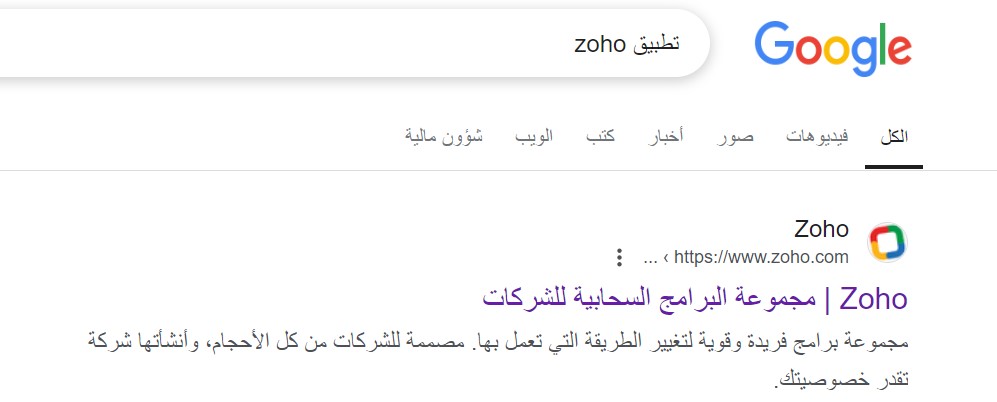 Google
تطبيق zoho
الكل
فيديوهات
صور
أخبار
كتب
الويب
شؤون مالية
Zoho
https://www.zoho.com › ...
Zoho | مجموعة البرامج السحابية للشركات
مجموعة برامج فريدة وقوية لتغيير الطريقة التي تعمل بها. مصممة للشركات من كل الأحجام، وأنشأتها شركة
تقدر خصوصيتك.